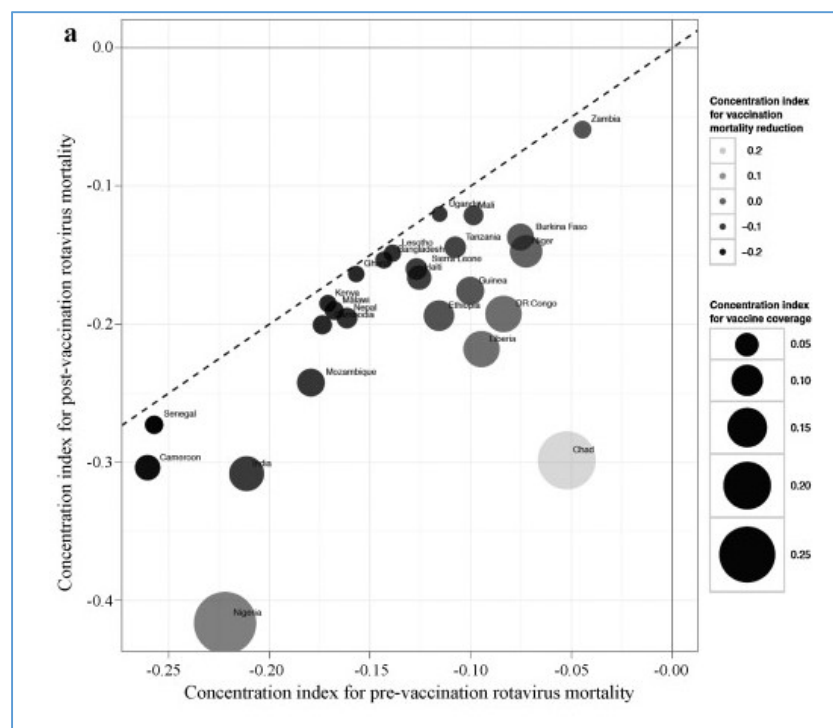 a
Concentration index for post-vaccination rotavirus mortality
0.0
-0.1
-0.2
-0.3
-0.4
Zambia
Uganda
Mali
Burkina Faso
Niger
Tanzania
Lesotho
Bangladesh
Sierra Leone
Haiti
Guinea
Kenya
Malawi
Nepal
Ethiopia
DR Congo
Liberia
Mozambique
Senegal
Cameroon
India
Chad
Nigeria
-0.25
-0.20
-0.15
-0.10
-0.05
-0.00
Concentration index for pre-vaccination rotavirus mortality
Concentration index
for vaccination
mortality reduction
0.2
0.1
0.0
-0.1
-0.2
Concentration index
for vaccine coverage
0.05
0.10
0.15
0.20
0.25